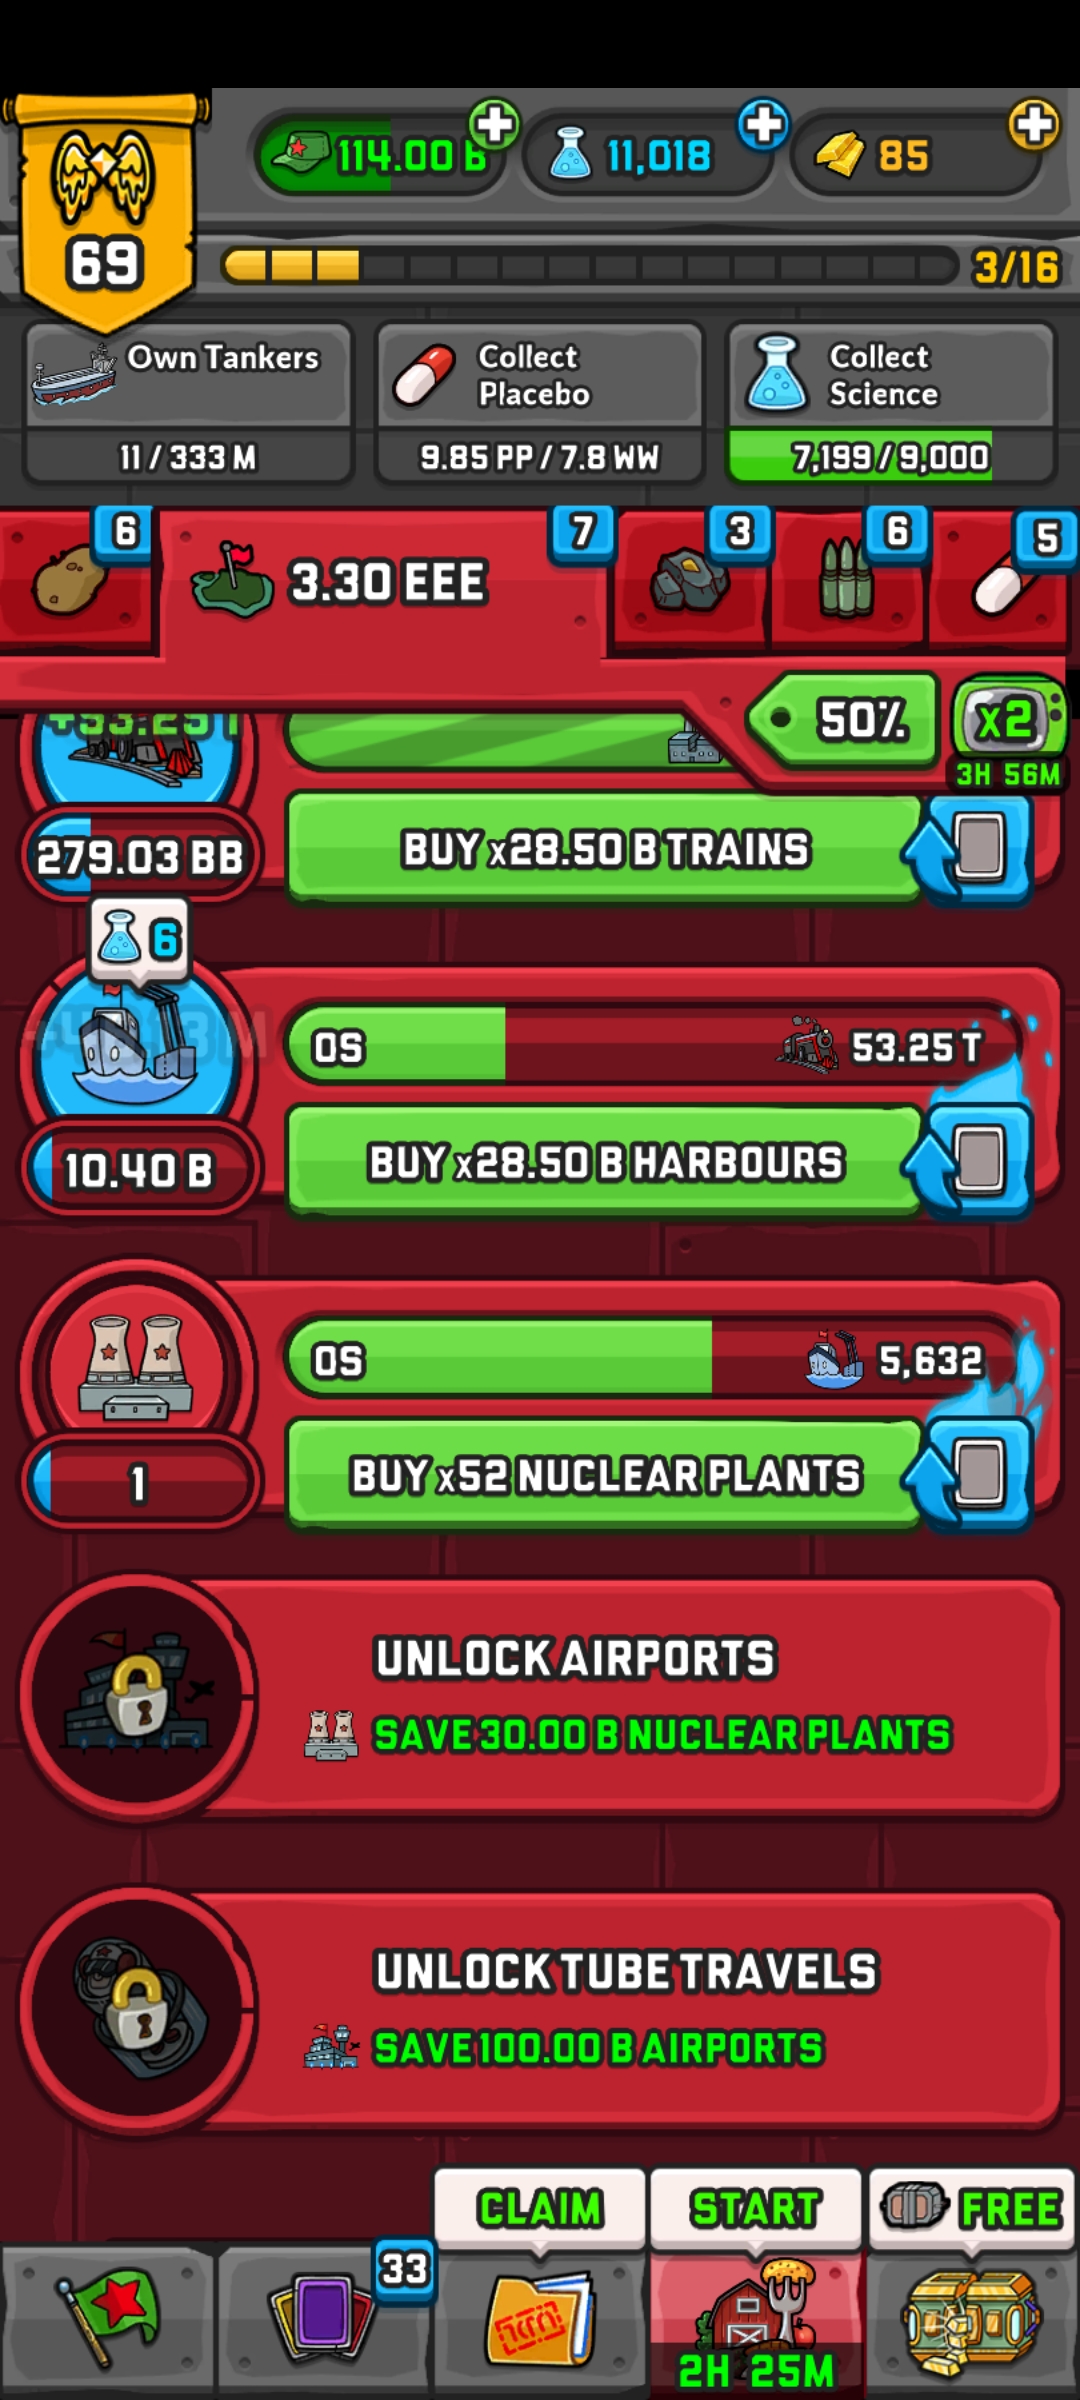 114.00 B
11,018
85
69
3/16
Own Tankers
11 / 333 M
Collect
Placebo
9.85 PP / 7.8 WW
Collect
Science
7,199 / 9,000
6
3.30 EEE
7
3
6
5
50%
x2
3H 56M
279.03 BB
BUY x28.50 B TRAINS
6
0S
53.25 T
10.40 B
BUY x28.50 B HARBOURS
0S
5,632
1
BUY x52 NUCLEAR PLANTS
UNLOCK AIRPORTS
SAVE 30.00 B NUCLEAR PLANTS
UNLOCK TUBE TRAVELS
SAVE 100.00 B AIRPORTS
CLAIM
START
FREE
33
2H 25M